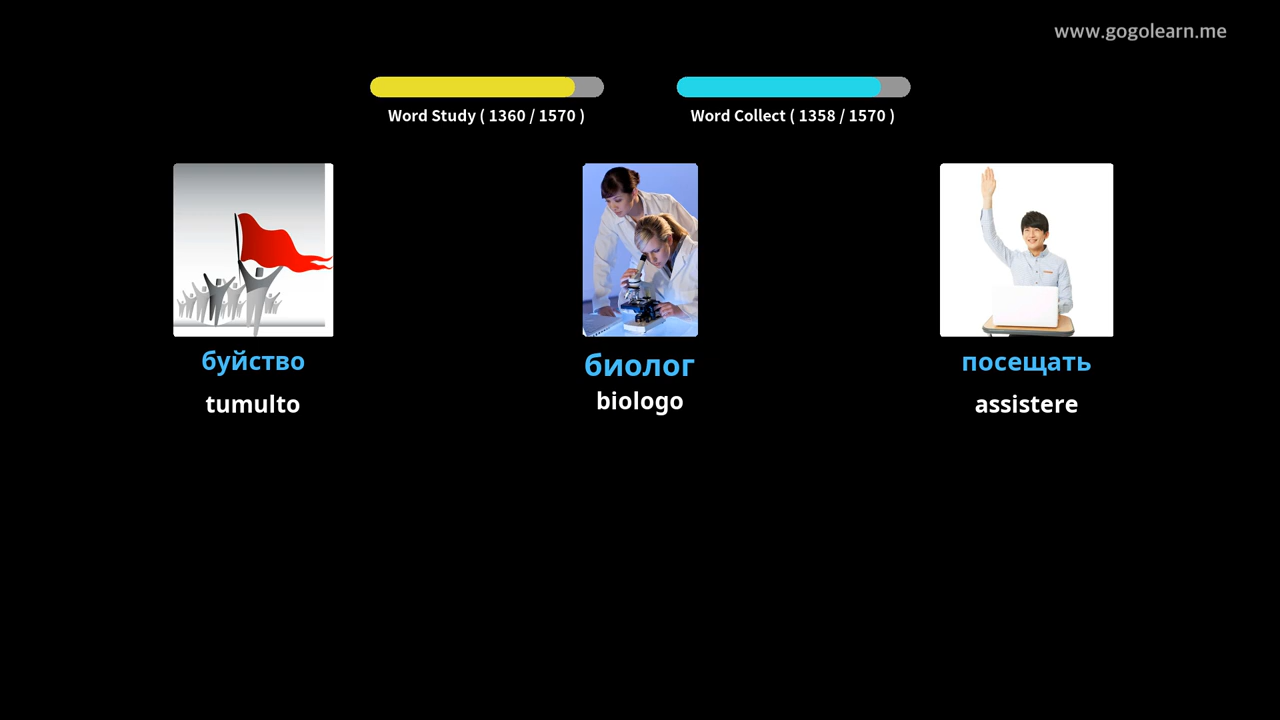 www.gogolearn.me
Word Study ( 1360 / 1570 )
Word Collect ( 1358 / 1570 )
буйство
tumulto
биолог
biologo
посещать
assistere